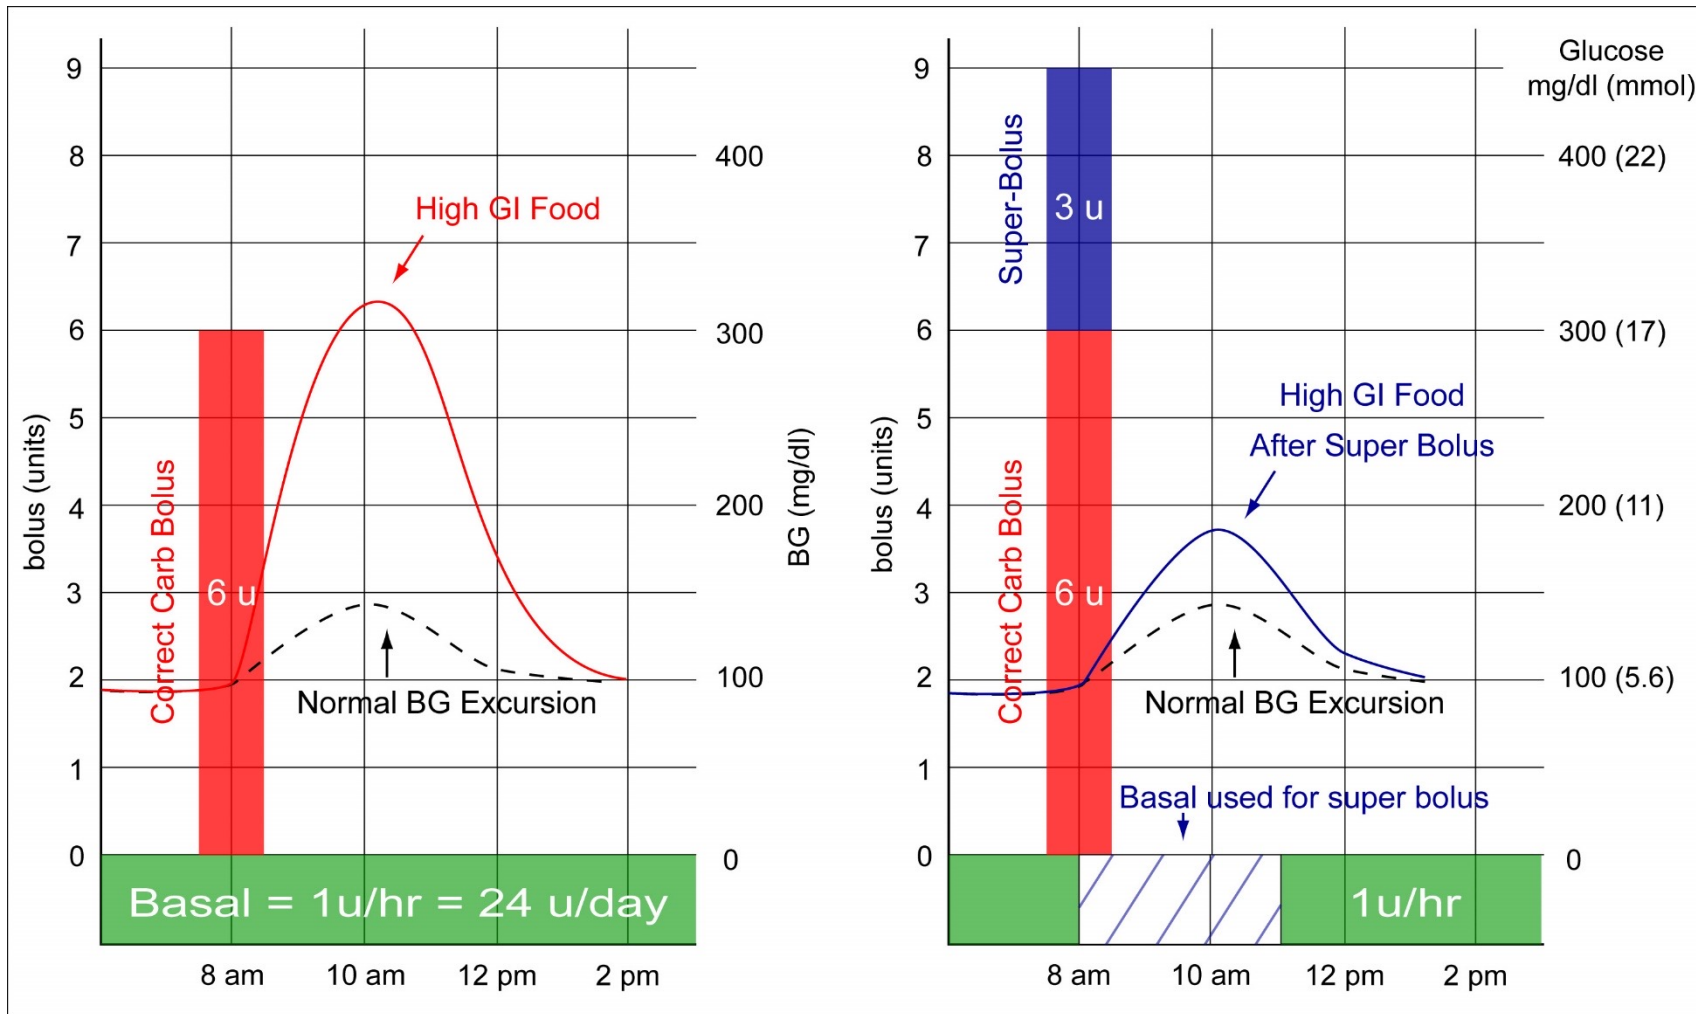 9
8
7
6
5
4
3
2
1
0
bolus (units)
Correct Carb Bolus
6 u
High GI Food
Normal BG Excursion
400
300
200
100
0
BG (mg/dl)
Basal = 1u/hr = 24 u/day
8 am
10 am
12 pm
2 pm
9
8
7
6
5
4
3
2
1
0
bolus (units)
Super-Bolus
3 u
Correct Carb Bolus
6 u
High GI Food
After Super Bolus
Normal BG Excursion
Basal used for super bolus
Glucose
mg/dl (mmol)
400 (22)
300 (17)
200 (11)
100 (5.6)
0
1u/hr
8 am
10 am
12 pm
2 pm